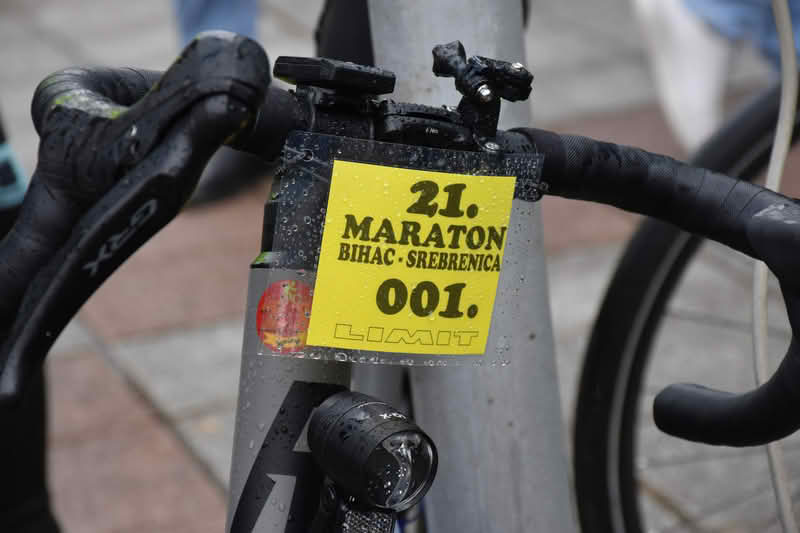 21.
MARATON
BIHAC - SREBRENICA
001.
LIMIT
GRX